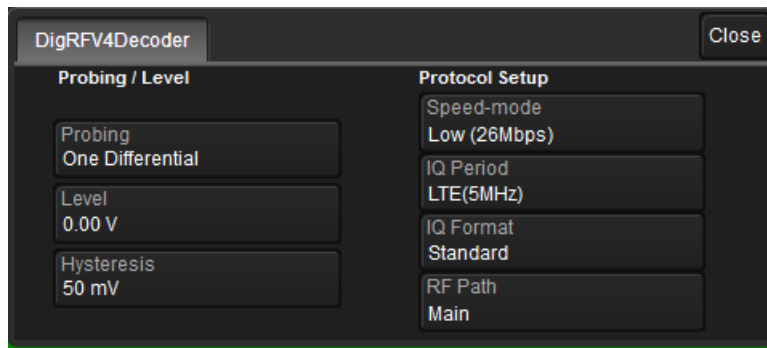 DigRFV4Decoder
Close
Probing / Level
Probing
One Differential
Level
0.00 V
Hysteresis
50 mV
Protocol Setup
Speed-mode
Low (26Mbps)
IQ Period
LTE(5MHz)
IQ Format
Standard
RF Path
Main